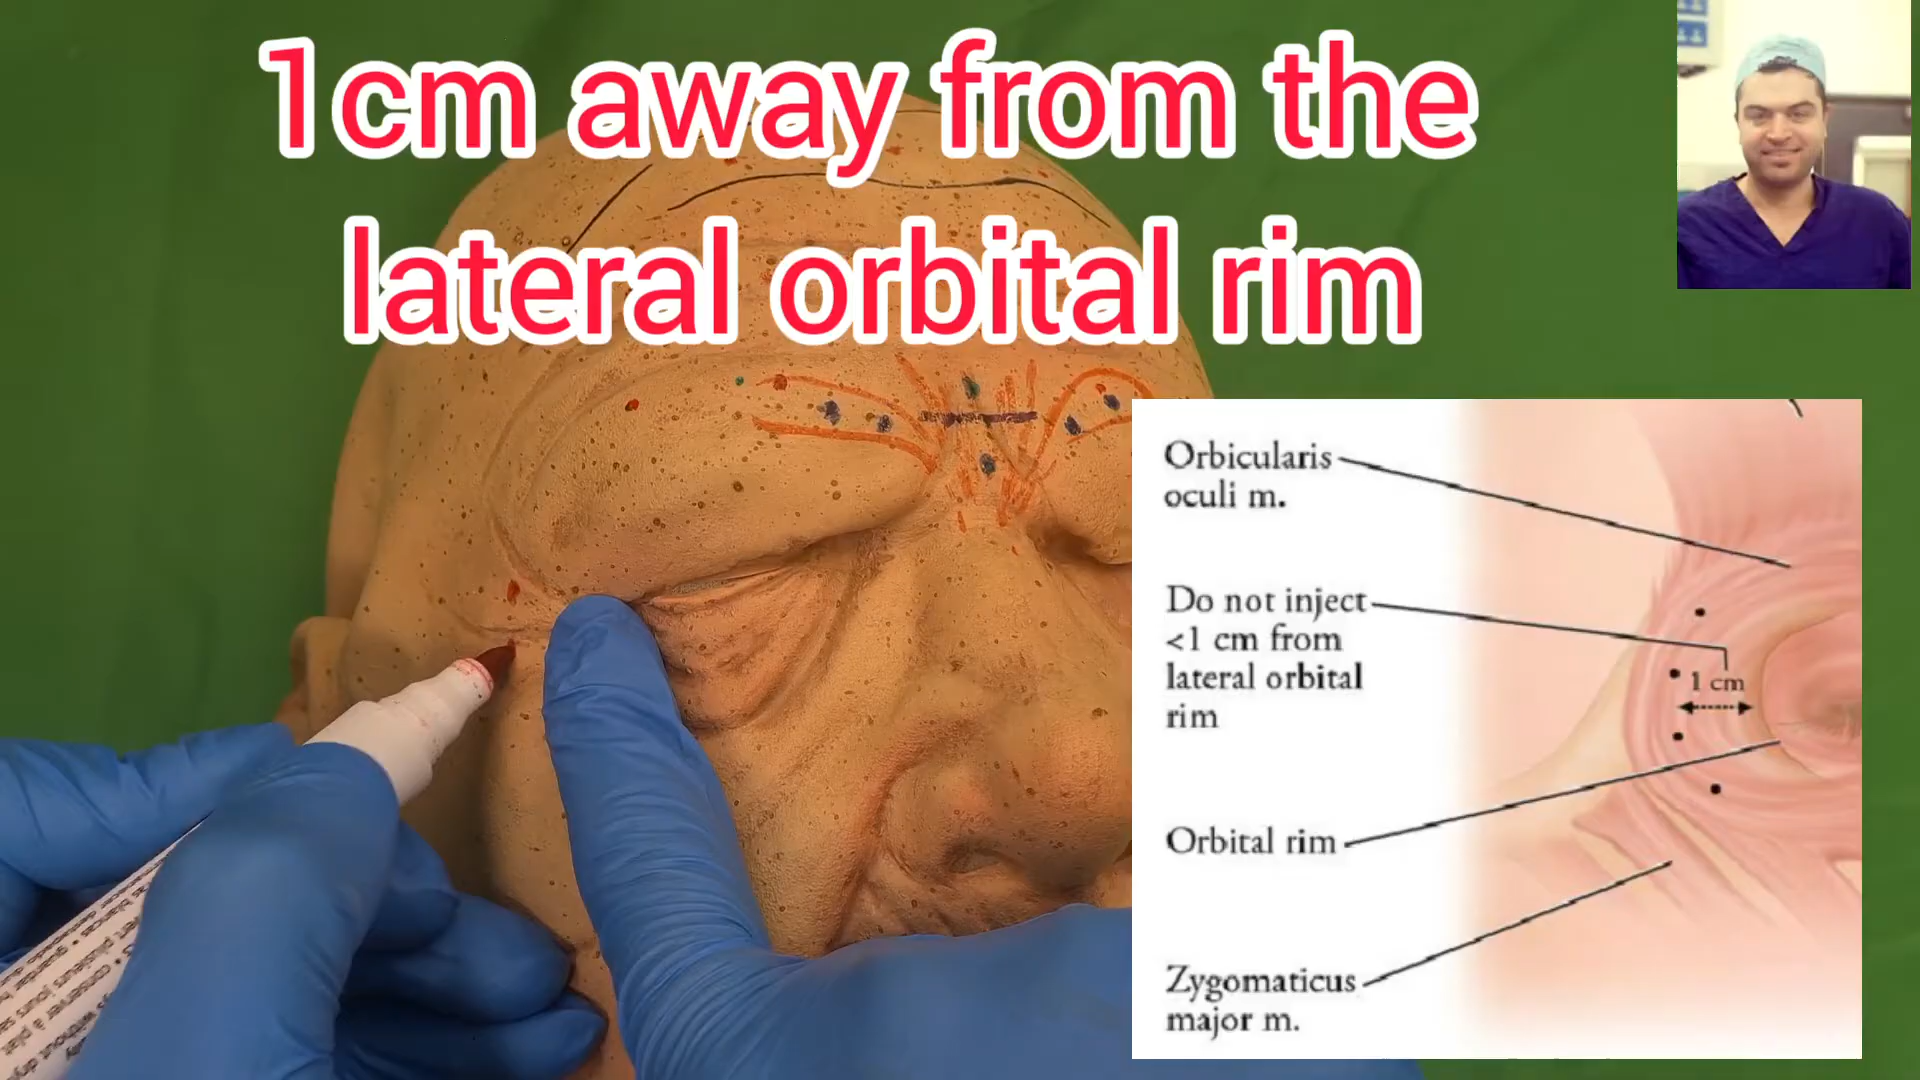 1cm away from the
lateral orbital rim
Orbicularis
oculi m.
Do not inject
<1 cm from
lateral orbital
rim
1 cm
Orbital rim
Zygomaticus
major m.